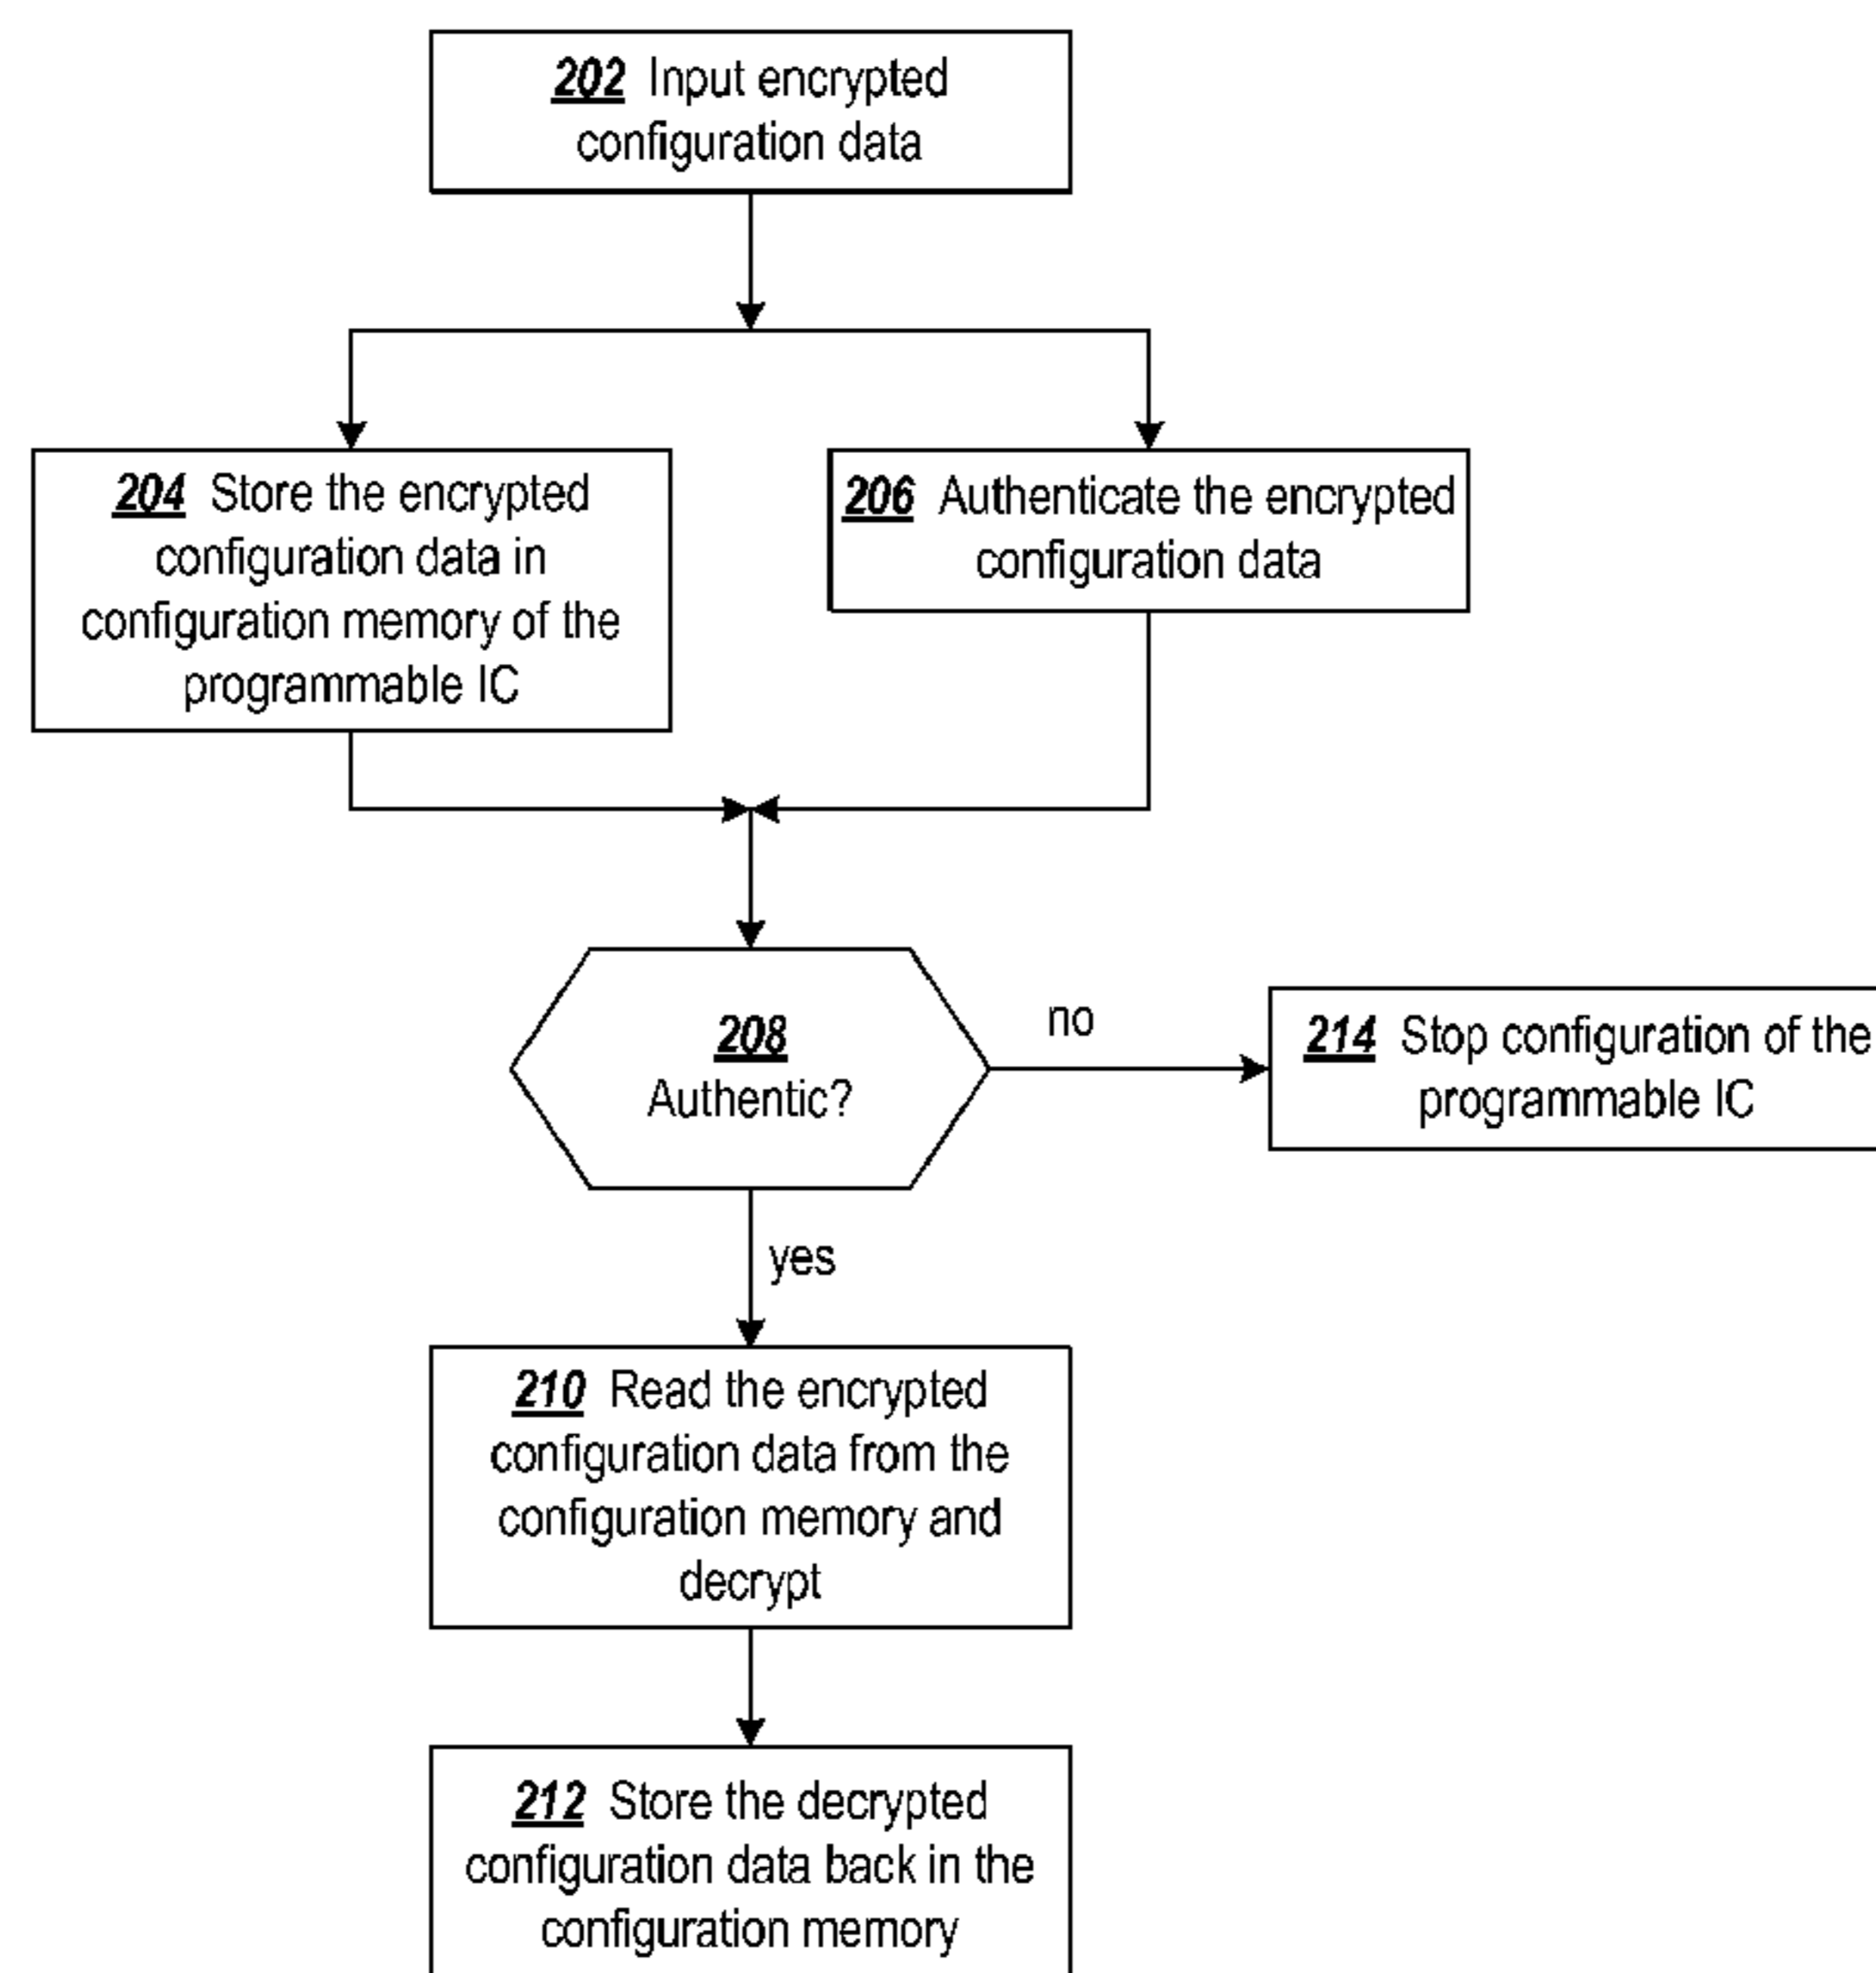 202 Input encrypted
configuration data
204 Store the encrypted
configuration data in
configuration memory of the
programmable IC
206 Authenticate the encrypted
configuration data
208
Authentic?
no
214 Stop configuration of the
programmable IC
yes
210 Read the encrypted
configuration data from the
configuration memory and
decrypt
212 Store the decrypted
configuration data back in the
configuration memory